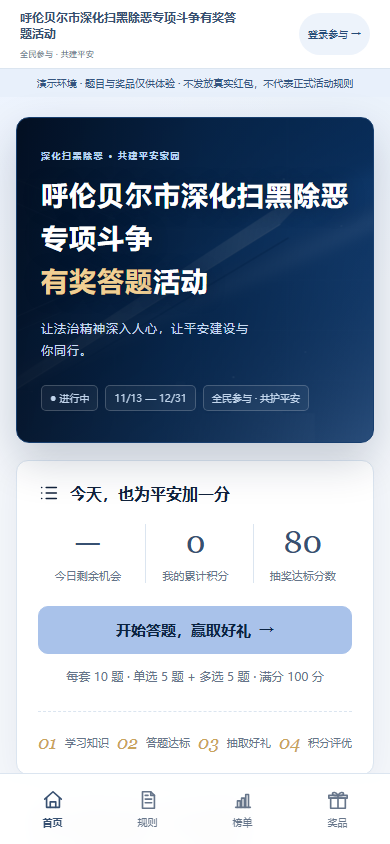 呼伦贝尔市深化扫黑除恶专项斗争有奖答
题活动
全民参与 · 共建平安
登录参与 →
演示环境 · 题目与奖品仅供体验 · 不发放真实红包，不代表正式活动规则
深化扫黑除恶 • 共建平安家园
呼伦贝尔市深化扫黑除恶
专项斗争
有奖答题活动
让法治精神深入人心，让平安建设与
你同行。
进行中
11/13 — 12/31
全民参与 · 共护平安
今天，也为平安加一分
— 0 80
今日剩余机会 我的累计积分 抽奖达标分数
开始答题，赢取好礼 →
每套 10 题 · 单选 5 题 + 多选 5 题 · 满分 100 分
01 学习知识 02 答题达标 03 抽取好礼 04 积分评优
首页 规则 榜单 奖品